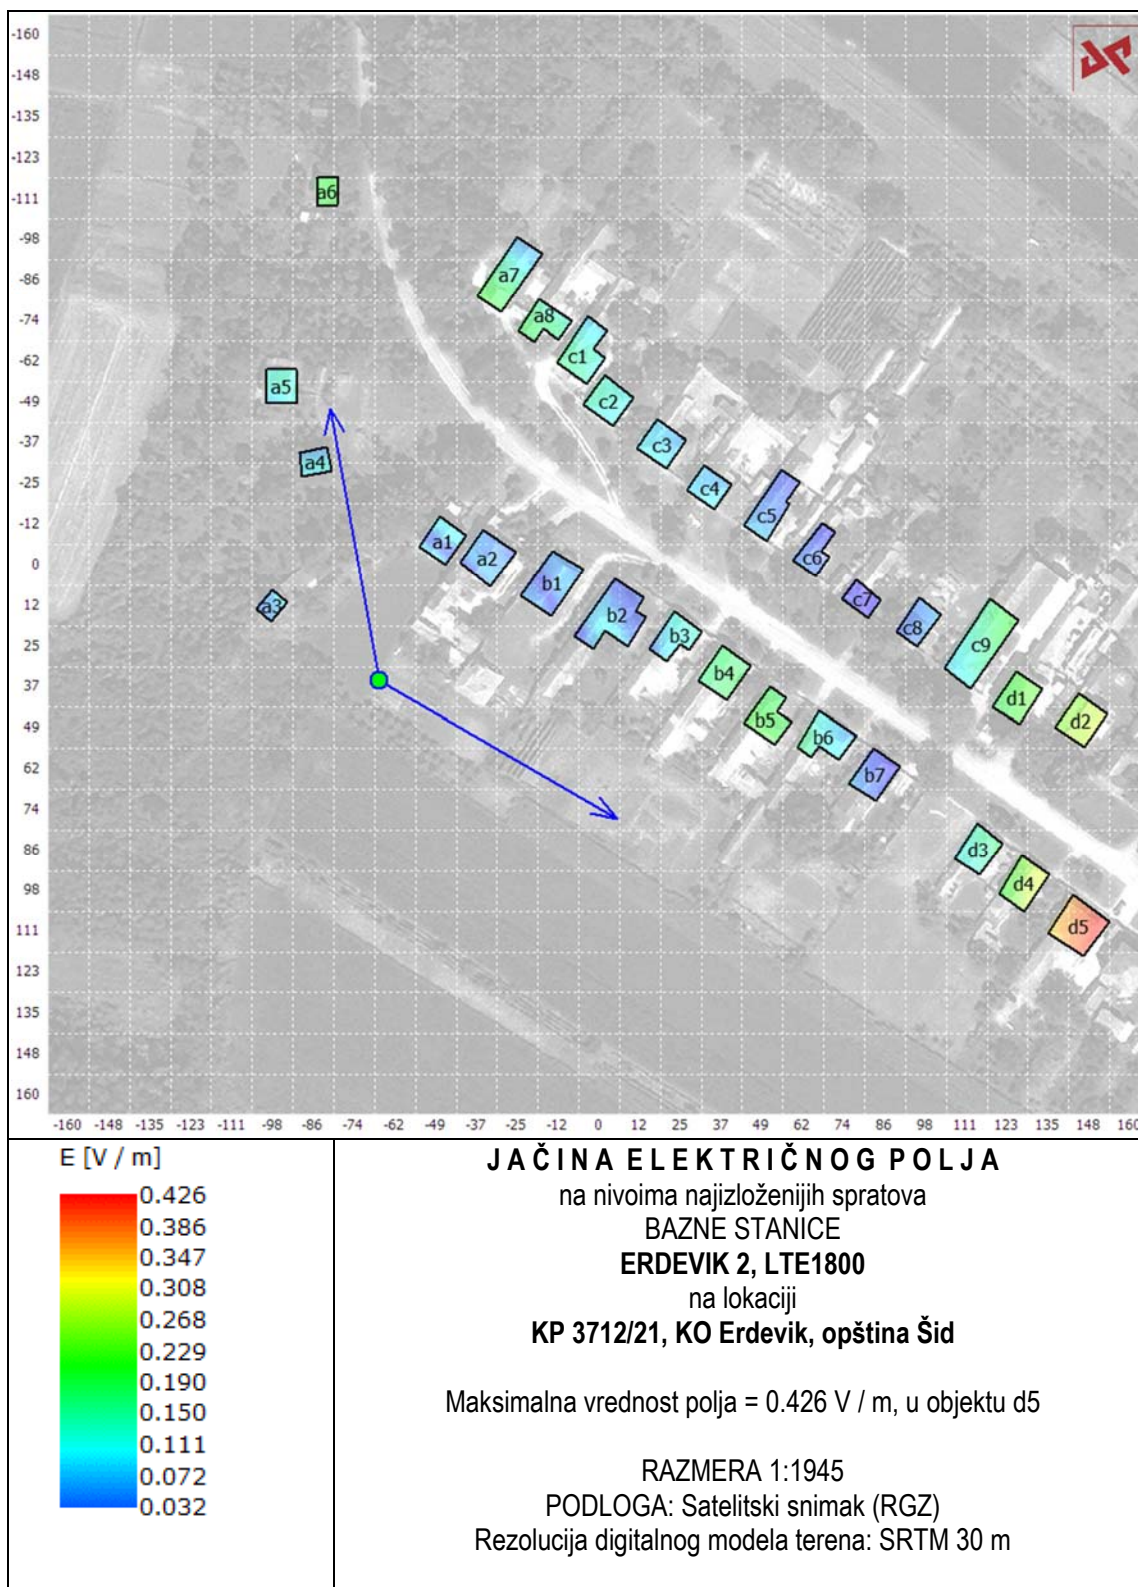 -160
-148
-135
-123
-111
-98
-86
-74
-62
-49
-37
-25
-12
0
12
25
37
49
62
74
86
98
111
123
135
148
160
a6
a7
a8
c1
a5
c2
c3
a4
c4
c5
a1
a2
c6
b1
c7
a3
b2
c8
b3
c9
b4
d1
b5
d2
b6
b7
d3
d4
d5
-160 -148 -135 -123 -111 -98 -86 -74 -62 -49 -37 -25 -12 0 12 25 37 49 62 74 86 98 111 123 135 148 160
E [V / m]
0.426
0.386
0.347
0.308
0.268
0.229
0.190
0.150
0.111
0.072
0.032
JAČINA ELEKTRIČNOG POLJA
na nivoima najizloženijih spratova
BAZNE STANICE
ERDEVIK 2, LTE1800
na lokaciji
KP 3712/21, KO Erdevik, opština Šid
Maksimalna vrednost polja = 0.426 V / m, u objektu d5
RAZMERA 1:1945
PODLOGA: Satelitski snimak (RGZ)
Rezolucija digitalnog modela terena: SRTM 30 m